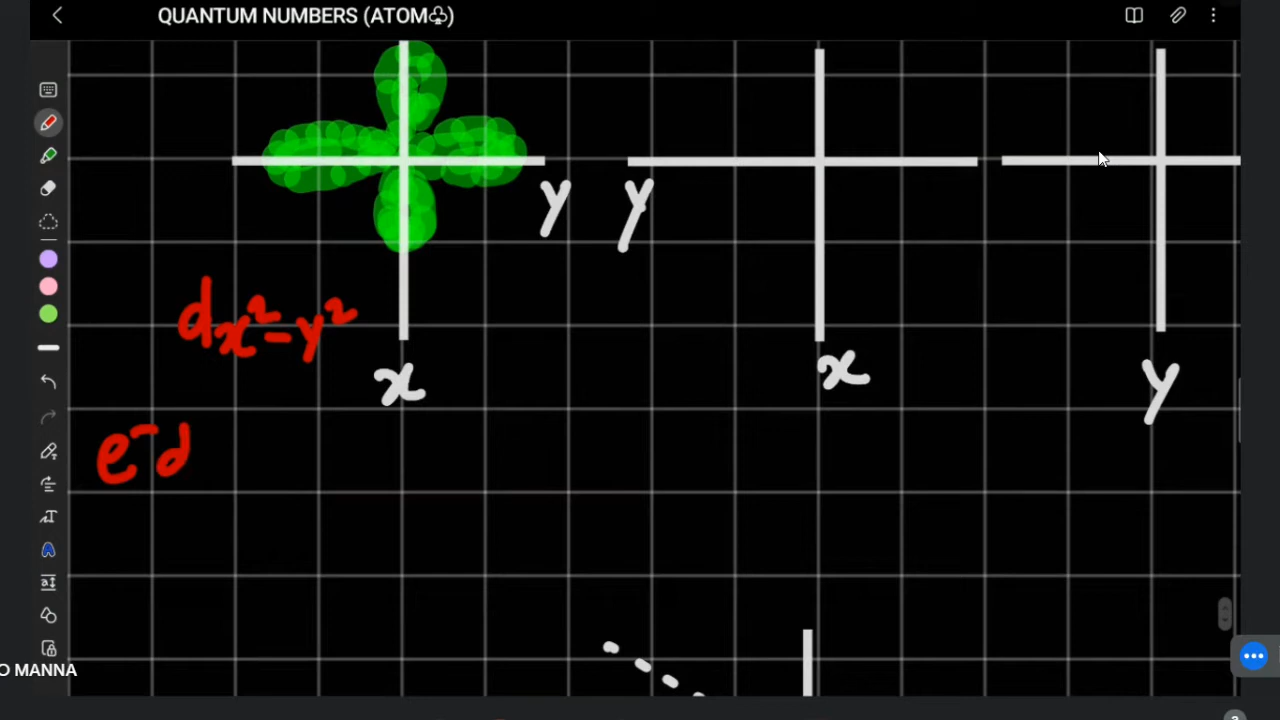 QUANTUM NUMBERS (ATOM♧)
y
y
dx²-y²
x
x
y
e⁻d
O MANNA